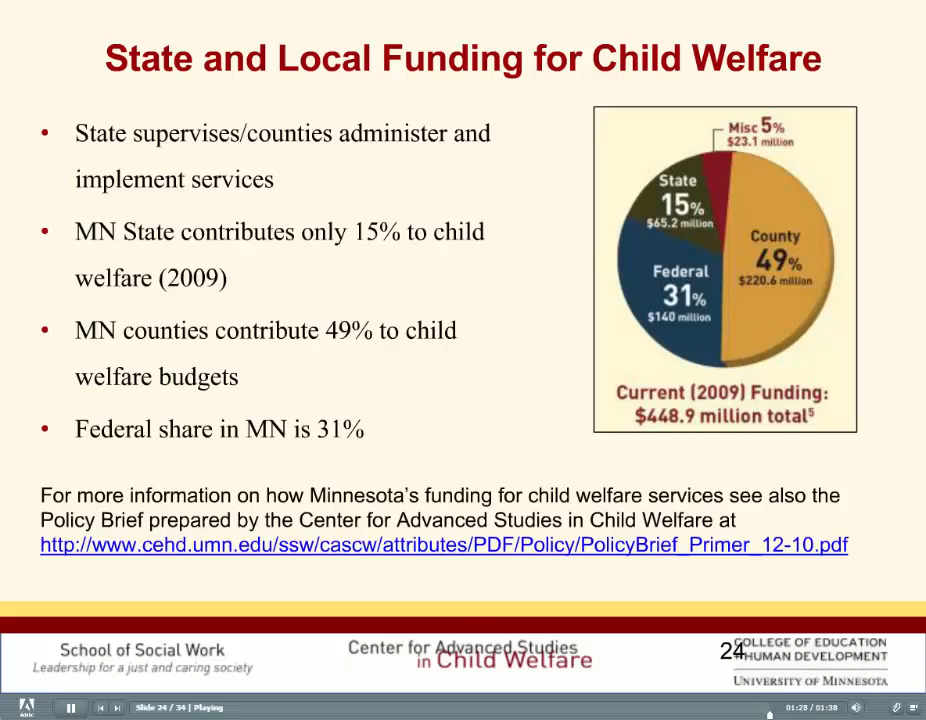 State and Local Funding for Child Welfare
• State supervises/counties administer and
implement services
• MN State contributes only 15% to child
welfare (2009)
• MN counties contribute 49% to child
welfare budgets
• Federal share in MN is 31%
Misc 5%
$23.1 million
State
15%
$65.2 million
County
49%
$220.6 million
Federal
31%
$140 million
Current (2009) Funding:
$448.9 million total5
For more information on how Minnesota's funding for child welfare services see also the
Policy Brief prepared by the Center for Advanced Studies in Child Welfare at
http://www.cehd.umn.edu/ssw/cascw/attributes/PDF/Policy/PolicyBrief_Primer_12-10.pdf
School of Social Work
Leadership for a just and caring society
Center for Advanced Studies
in Child Welfare
24
COLLEGE OF EDUCATION
+HUMAN DEVELOPMENT
UNIVERSITY OF MINNESOTA
Slide 24 / 34 | Playing
01:28 / 01:38